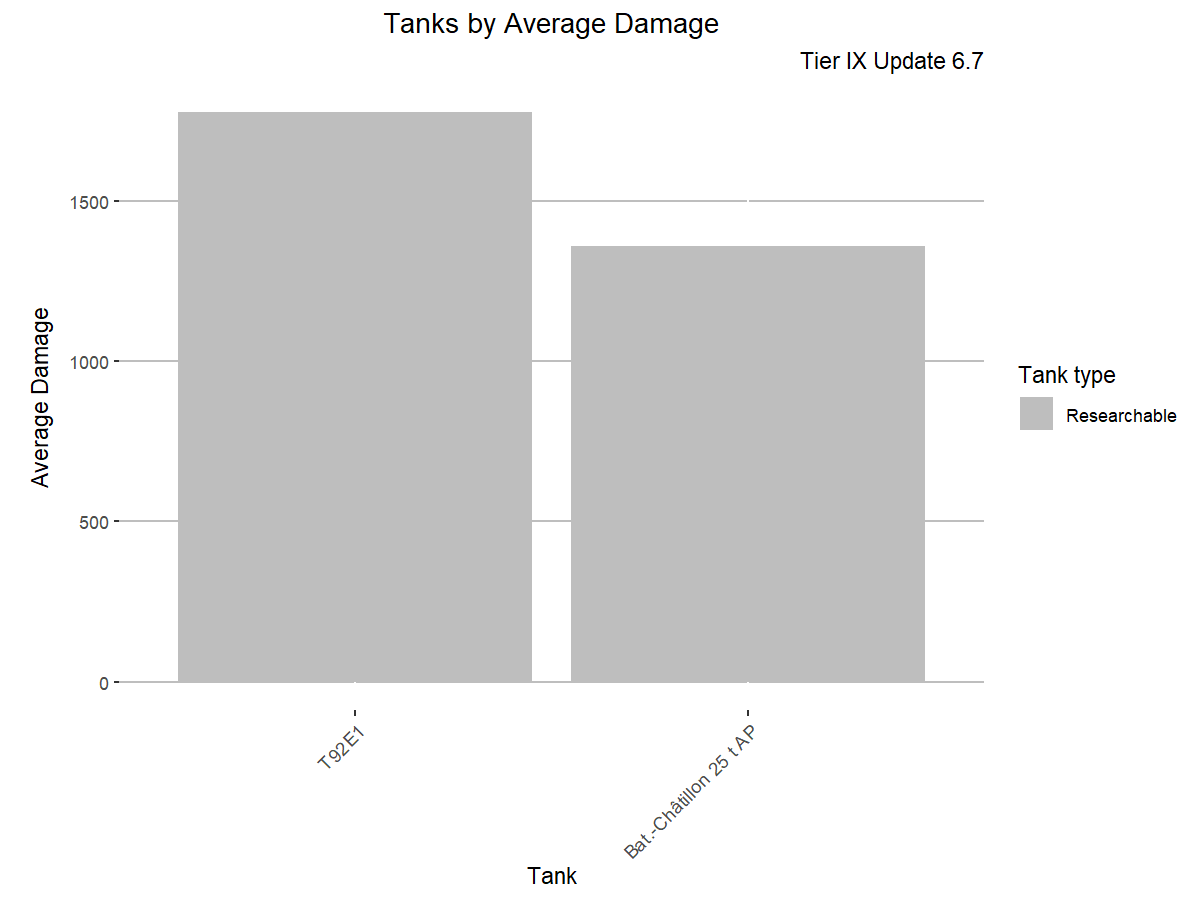 Tanks by Average Damage
Tier IX Update 6.7
Average Damage
1500
1000
500
0
T92E1
Bat.-Châtillon 25 t AP
Tank
Tank type
Researchable